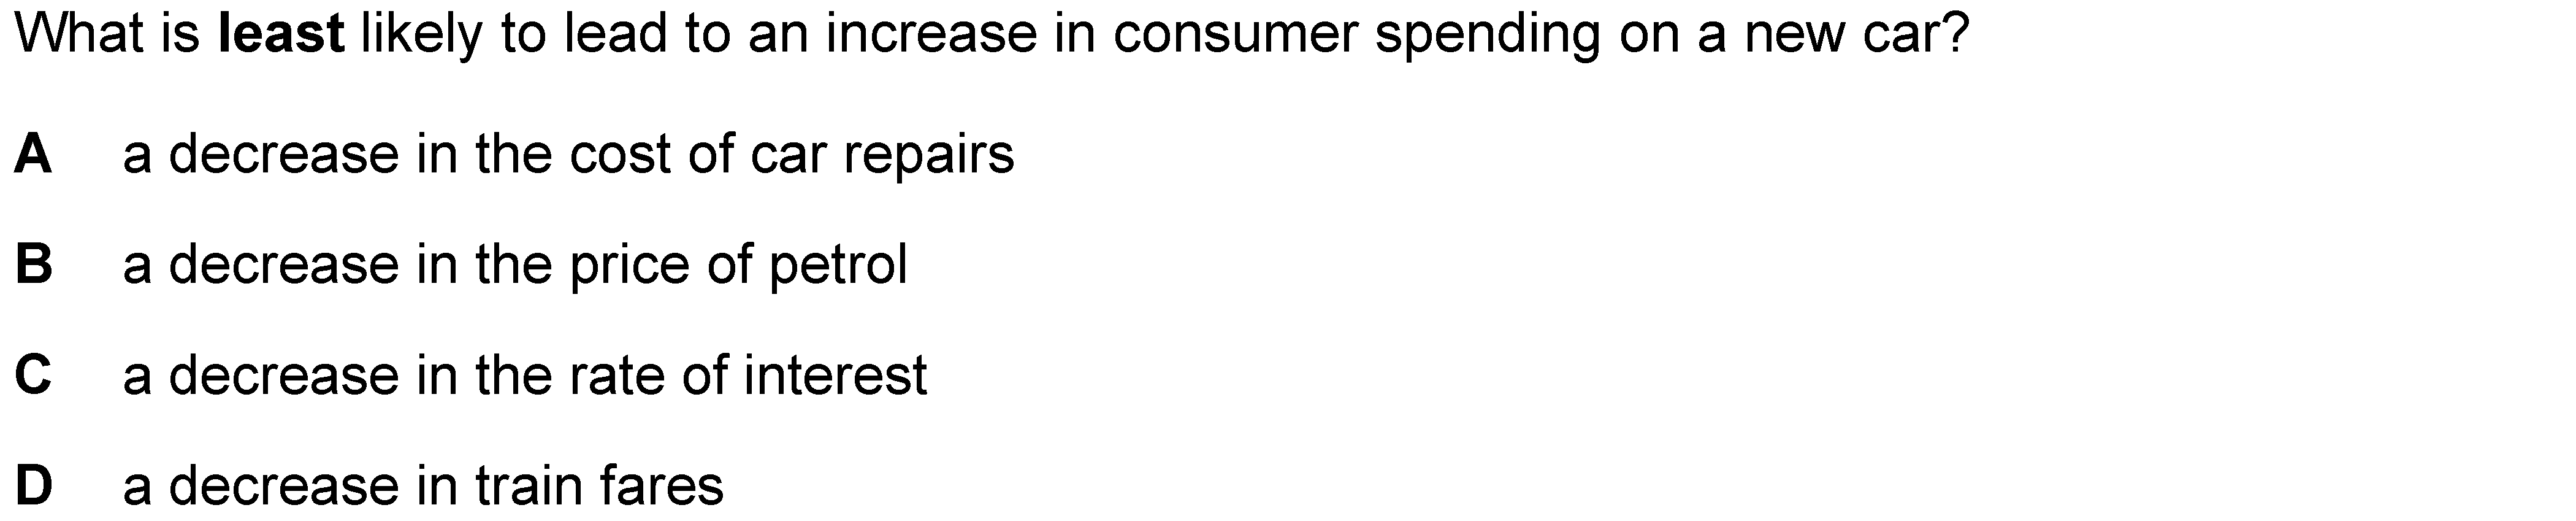 What is least likely to lead to an increase in consumer spending on a new car?
A a decrease in the cost of car repairs
B a decrease in the price of petrol
C a decrease in the rate of interest
D a decrease in train fares